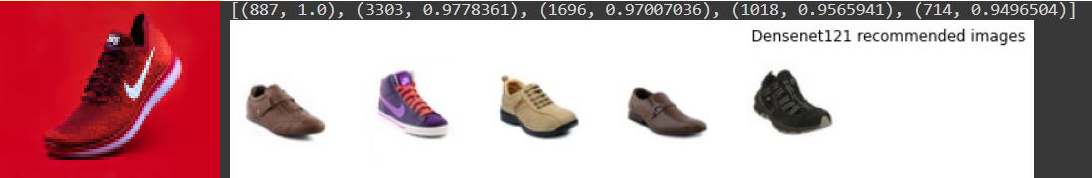 [(887, 1.0), (3303, 0.9778361), (1696, 0.97007036), (1018, 0.9565941), (714, 0.9496504)]
Densenet121 recommended images